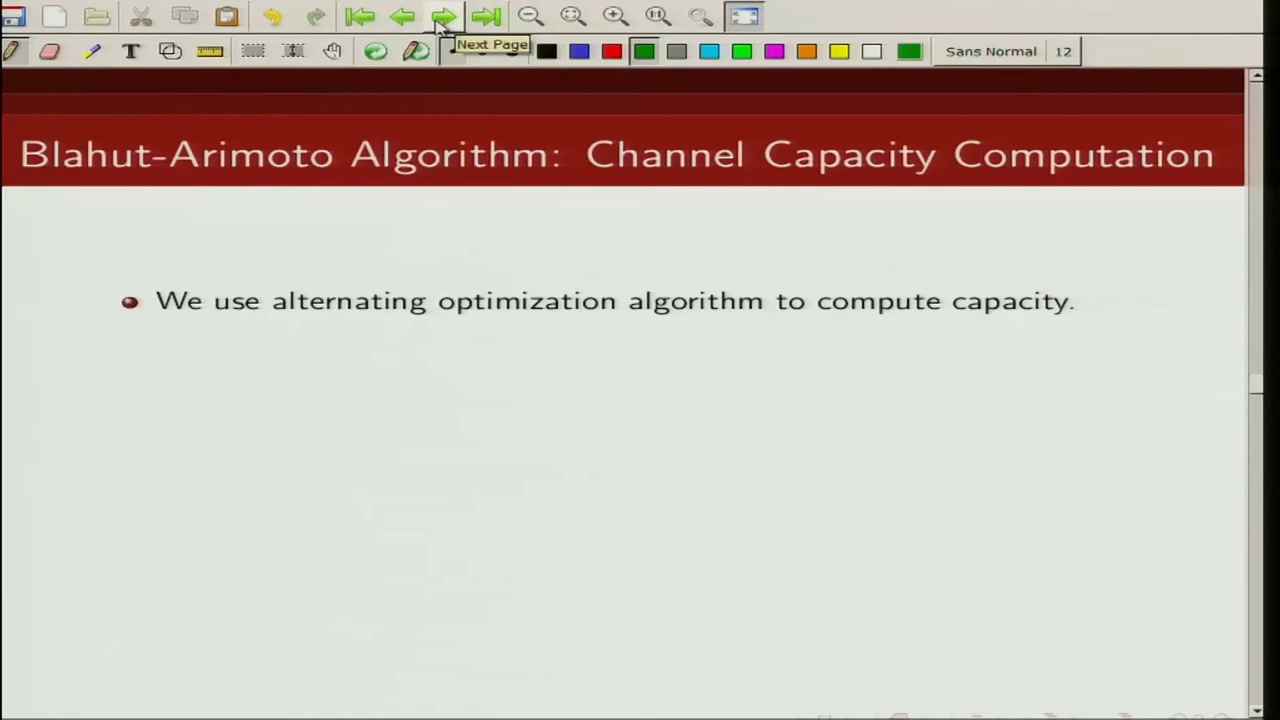 T
Sans Normal 12
Next Page
Blahut-Arimoto Algorithm: Channel Capacity Computation
We use alternating optimization algorithm to compute capacity.